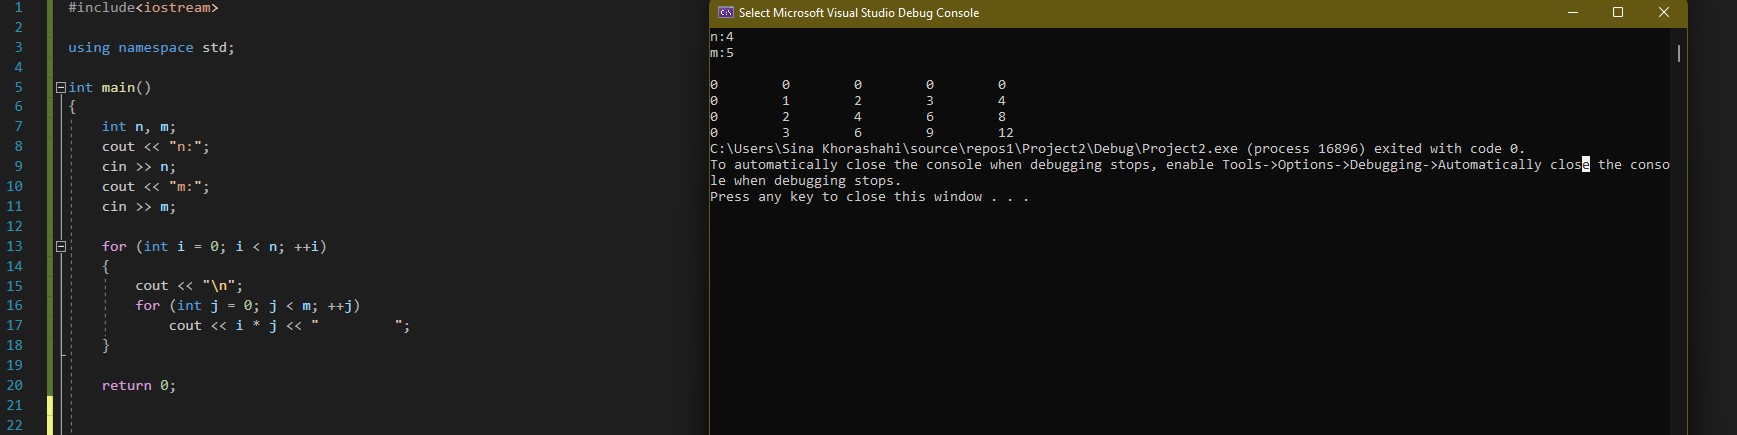 1 #include<iostream>
2
3 using namespace std;
4
5 int main()
6 {
7     int n, m;
8     cout << "n:";
9     cin >> n;
10     cout << "m:";
11     cin >> m;
12
13     for (int i = 0; i < n; ++i)
14     {
15         cout << "\n";
16         for (int j = 0; j < m; ++j)
17             cout << i * j << "         ";
18     }
19
20     return 0;
21
22
Select Microsoft Visual Studio Debug Console
n:4
m:5
0        0        0        0        0
0        1        2        3        4
0        2        4        6        8
0        3        6        9        12
C:\Users\Sina Khorashahi\source\repos1\Project2\Debug\Project2.exe (process 16896) exited with code 0.
To automatically close the console when debugging stops, enable Tools->Options->Debugging->Automatically close the conso
le when debugging stops.
Press any key to close this window . . .